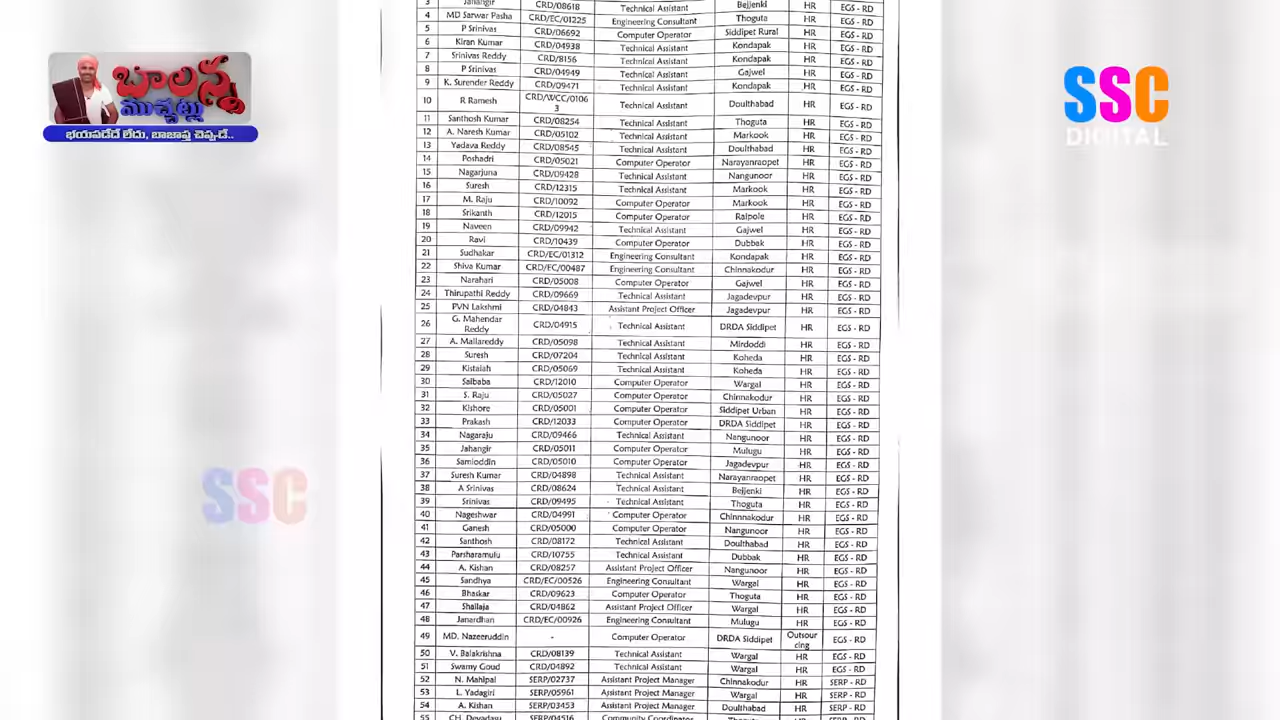 బాలన్న
ముచ్చట్లు
భయపడేదే లేదు, బాజాప్త చెప్పుడే..
SSC
DIGITAL
SSC
3 Jahangir CRD/08618 Technical Assistant Bejjenki HR EGS - RD
4 MD Sarwar Pasha CRD/EC/01225 Engineering Consultant Thoguta HR EGS - RD
5 P Srinivas CRD/06692 Computer Operator Siddipet Rural HR EGS - RD
6 Kiran Kumar CRD/04938 Technical Assistant Kondapak HR EGS - RD
7 Srinivas Reddy CRD/8156 Technical Assistant Kondapak HR EGS - RD
8 P Srinivas CRD/04949 Technical Assistant Gajwel HR EGS - RD
9 K. Surender Reddy CRD/09471 Technical Assistant Kondapak HR EGS - RD
10 R Ramesh CRD/WCC/0106 3 Technical Assistant Doulthabad HR EGS - RD
11 Santhosh Kumar CRD/08254 Technical Assistant Thoguta HR EGS - RD
12 A. Naresh Kumar CRD/05102 Technical Assistant Markook HR EGS - RD
13 Yadava Reddy CRD/08545 Technical Assistant Doulthabad HR EGS - RD
14 Poshadri CRD/05021 Computer Operator Narayanraopet HR EGS - RD
15 Nagarjuna CRD/09428 Technical Assistant Nangunoor HR EGS - RD
16 Suresh CRD/12315 Technical Assistant Markook HR EGS - RD
17 M. Raju CRD/10092 Computer Operator Markook HR EGS - RD
18 Srikanth CRD/12015 Computer Operator Raipole HR EGS - RD
19 Naveen CRD/09942 Technical Assistant Gajwel HR EGS - RD
20 Ravi CRD/10439 Computer Operator Dubbak HR EGS - RD
21 Sudhakar CRD/EC/01312 Engineering Consultant Kondapak HR EGS - RD
22 Shiva Kumar CRD/EC/00487 Engineering Consultant Chinnakodur HR EGS - RD
23 Narahari CRD/05008 Computer Operator Gajwel HR EGS - RD
24 Thirupathi Reddy CRD/09669 Technical Assistant Jagadevpur HR EGS - RD
25 PVN Lakshmi CRD/04843 Assistant Project Officer Jagadevpur HR EGS - RD
26 G. Mahendar Reddy CRD/04915 Technical Assistant DRDA Siddipet HR EGS - RD
27 A. Mallareddy CRD/05098 Technical Assistant Mirdoddi HR EGS - RD
28 Suresh CRD/07204 Technical Assistant Koheda HR EGS - RD
29 Kistaiah CRD/05069 Technical Assistant Koheda HR EGS - RD
30 Saibaba CRD/12010 Computer Operator Wargal HR EGS - RD
31 S. Raju CRD/05027 Computer Operator Chinnakodur HR EGS - RD
32 Kishore CRD/05001 Computer Operator Siddipet Urban HR EGS - RD
33 Prakash CRD/12033 Computer Operator DRDA Siddipet HR EGS - RD
34 Nagaraju CRD/09466 Technical Assistant Nangunoor HR EGS - RD
35 Jahangir CRD/05011 Computer Operator Mulugu HR EGS - RD
36 Samioddin CRD/05010 Computer Operator Jagadevpur HR EGS - RD
37 Suresh Kumar CRD/04898 Technical Assistant Narayanraopet HR EGS - RD
38 A Srinivas CRD/08624 Technical Assistant Bejjenki HR EGS - RD
39 Srinivas CRD/09495 Technical Assistant Thoguta HR EGS - RD
40 Nageshwar CRD/04991 Computer Operator Chinnnakodur HR EGS - RD
41 Ganesh CRD/05000 Computer Operator Nangunoor HR EGS - RD
42 Santhosh CRD/08172 Technical Assistant Doulthabad HR EGS - RD
43 Parsharamulu CRD/10755 Technical Assistant Dubbak HR EGS - RD
44 A. Kishan CRD/08257 Assistant Project Officer Nangunoor HR EGS - RD
45 Sandhya CRD/EC/00526 Engineering Consultant Wargal HR EGS - RD
46 Bhaskar CRD/09623 Computer Operator Thoguta HR EGS - RD
47 Shailaja CRD/04862 Assistant Project Officer Wargal HR EGS - RD
48 Janardhan CRD/EC/00926 Engineering Consultant Mulugu HR EGS - RD
49 MD. Nazeeruddin - Computer Operator DRDA Siddipet Outsour cing EGS - RD
50 V. Balakrishna CRD/08139 Technical Assistant Wargal HR EGS - RD
51 Swamy Goud CRD/04892 Technical Assistant Wargal HR EGS - RD
52 N. Mahipal SERP/02737 Assistant Project Manager Chinnakodur HR SERP - RD
53 L. Yadagiri SERP/05961 Assistant Project Manager Wargal HR SERP - RD
54 A. Kishan SERP/03453 Assistant Project Manager Doulthabad HR SERP - RD
55 CH. Devadasu SERP/04516 Community Coordinator Thoguta HR SERP - RD